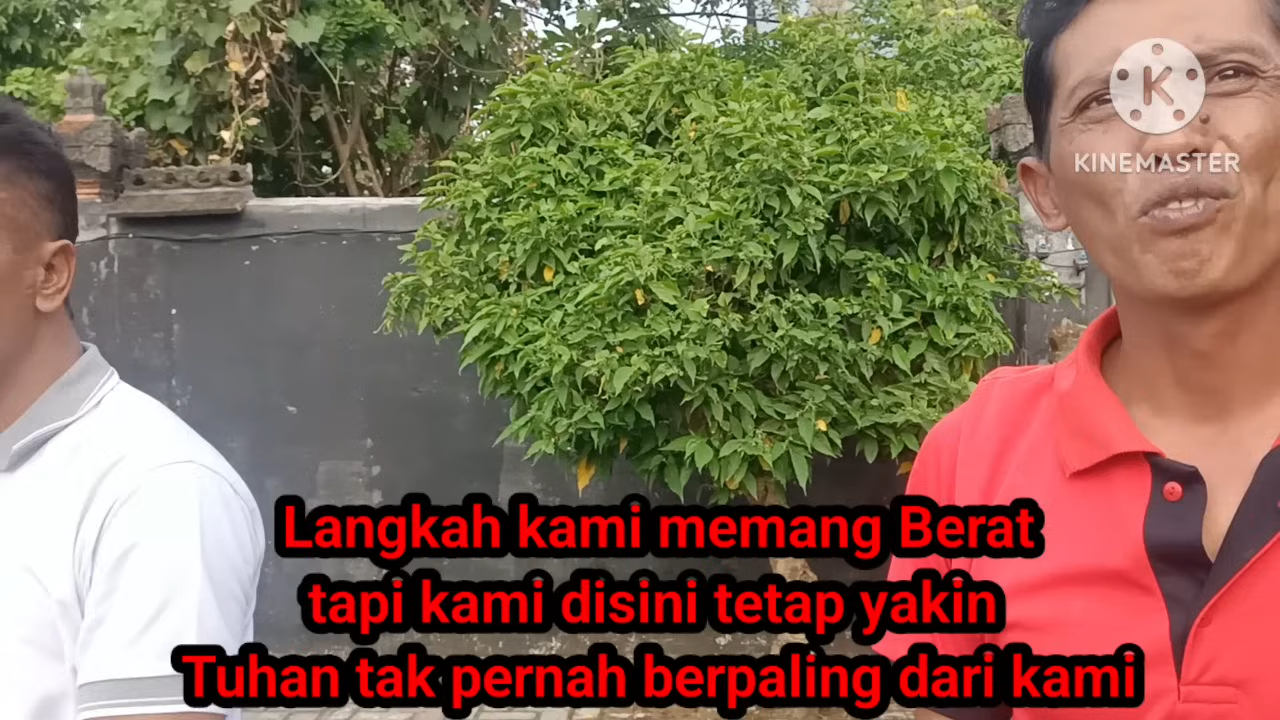 K
KINEMASTER
Langkah kami memang Berat
tapi kami disini tetap yakin
Tuhan tak pernah berpaling dari kami